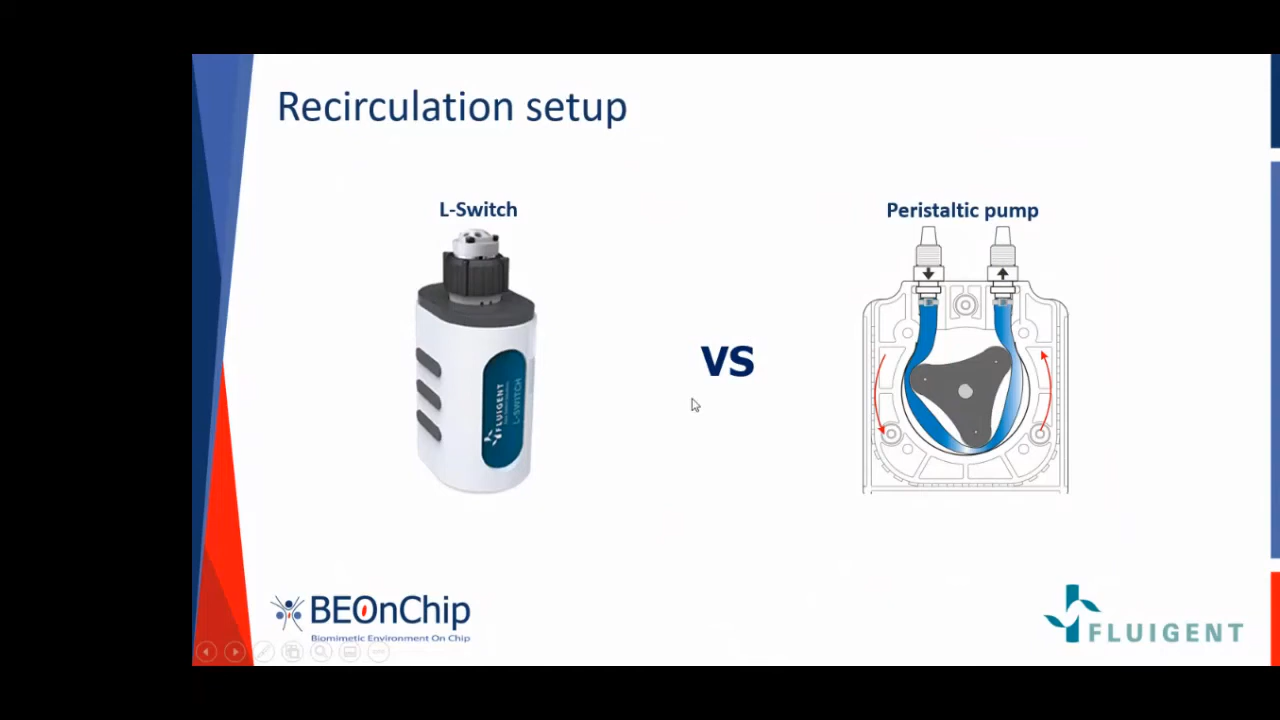 Recirculation setup
L-Switch
Peristaltic pump
VS
FLUIGENT
L-SWITCH
BEOnChip
Biomimetic Environment On Chip
FLUIGENT